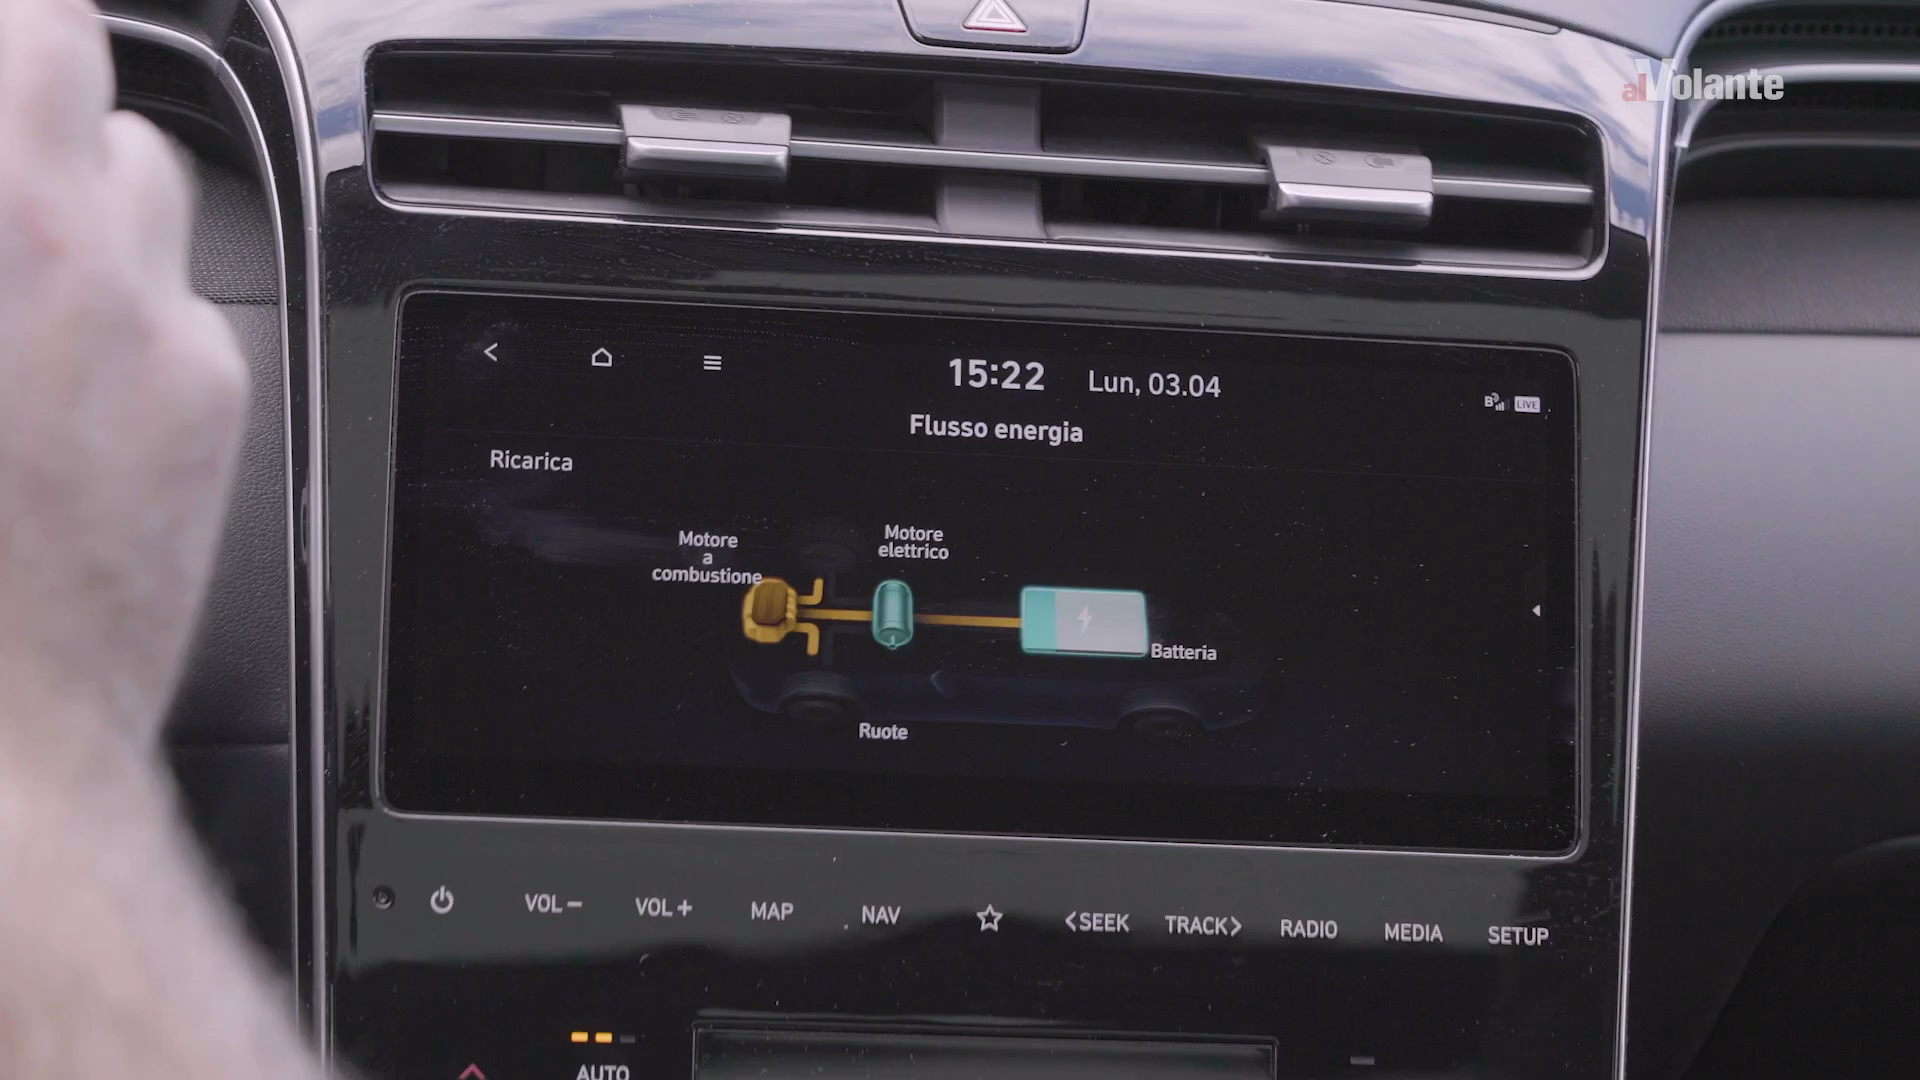 alVolante
15:22 Lun, 03.04
LIVE
Flusso energia
Ricarica
Motore
a
combustione
Motore
elettrico
Batteria
Ruote
VOL− VOL+ MAP NAV <SEEK TRACK> RADIO MEDIA SETUP
AUTO